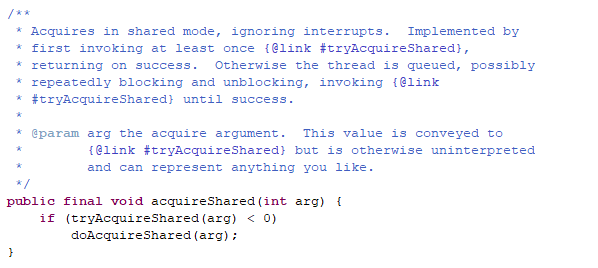 /**
 * Acquires in shared mode, ignoring interrupts.  Implemented by
 * first invoking at least once {@link #tryAcquireShared},
 * returning on success.  Otherwise the thread is queued, possibly
 * repeatedly blocking and unblocking, invoking {@link
 * #tryAcquireShared} until success.
 *
 * @param arg the acquire argument.  This value is conveyed to
 *        {@link #tryAcquireShared} but is otherwise uninterpreted
 *        and can represent anything you like.
 */
public final void acquireShared(int arg) {
    if (tryAcquireShared(arg) < 0)
        doAcquireShared(arg);
}